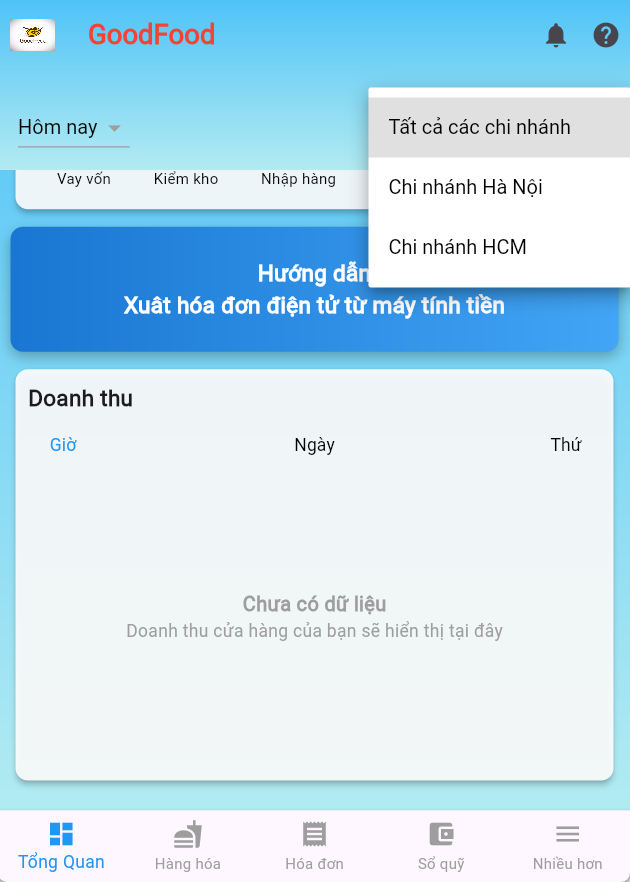 GoodFood
Hôm nay
Tất cả các chi nhánh
Chi nhánh Hà Nội
Chi nhánh HCM
Vay vốn
Kiểm kho
Nhập hàng
Hướng dẫn
Xuât hóa đơn điện tử từ máy tính tiền
Doanh thu
Giờ
Ngày
Thứ
Chưa có dữ liệu
Doanh thu cửa hàng của bạn sẽ hiển thị tại đây
Tổng Quan
Hàng hóa
Hóa đơn
Sổ quỹ
Nhiều hơn